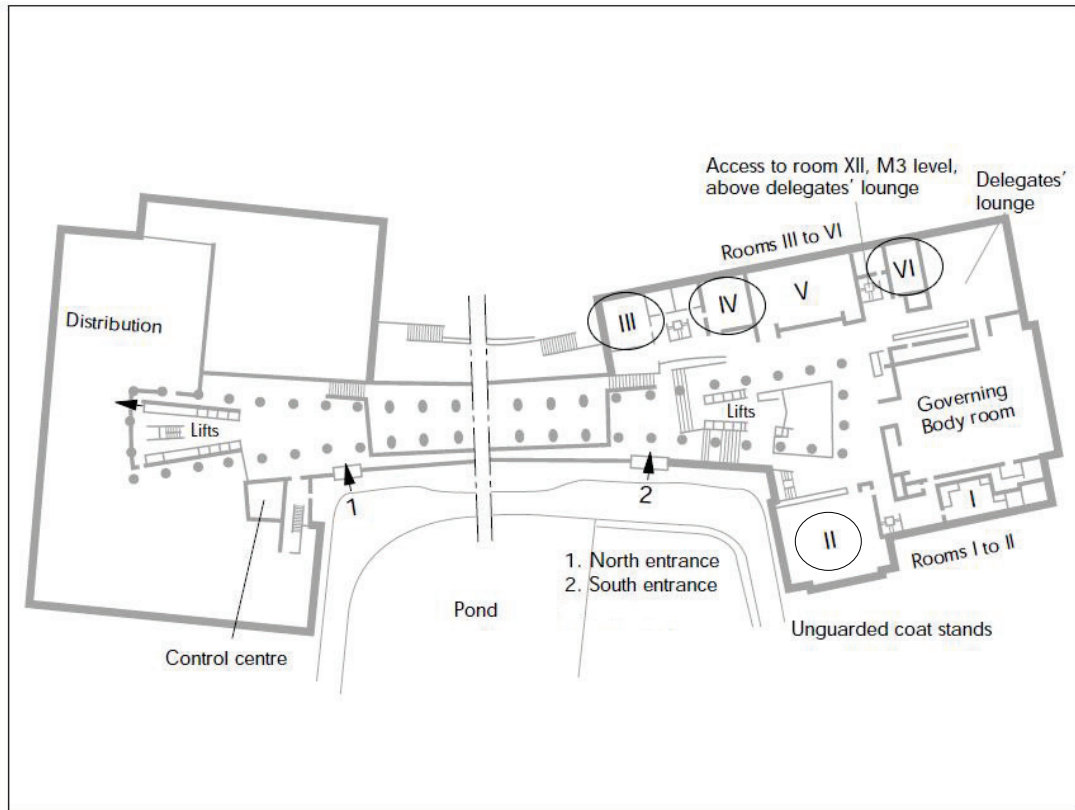 Access to room XII, M3 level,
above delegates' lounge
Delegates'
lounge
Rooms III to VI
VI
V
IV
III
Distribution
Lifts
Lifts
Governing
Body room
1
2
II
I
Rooms I to II
1. North entrance
2. South entrance
Pond
Unguarded coat stands
Control centre